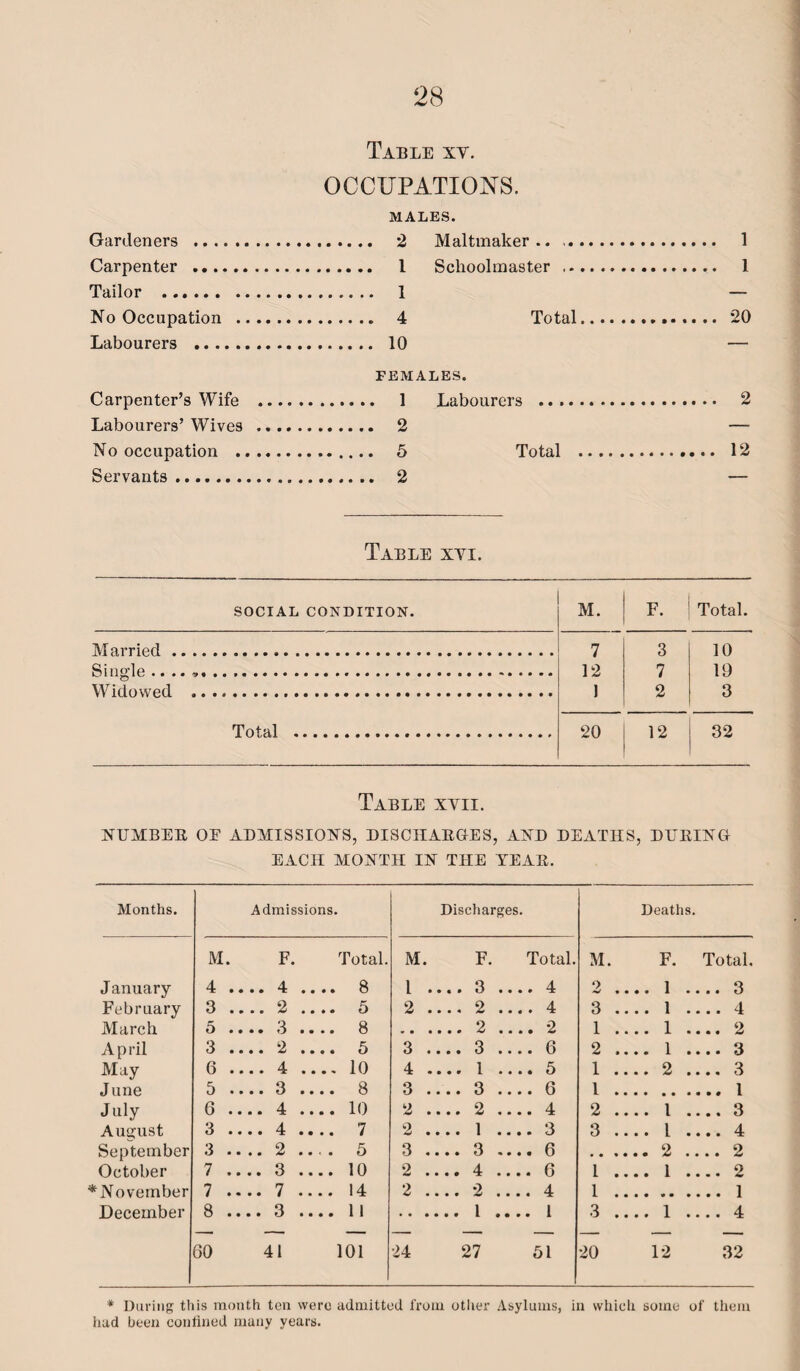 28
TABLE XV.
OCCUPATIONS.
MALES.
Gardeners .................... 2 Maltmaker .. .................. 1
Carpenter .................... 1 Schoolmaster .................. 1
Tailor ...... ................ 1 —
No Occupation ................ 4 Total.............. 20
Labourers .................... 10 —
FEMALES.
Carpenter's Wife ............. 1 Labourers .................... 2
Labourers' Wives ............. 2 —
No occupation ................ 5 Total ................ 12
Servants ..................... 2 —
TABLE XVI.
SOCIAL CONDITION. M. F. Total.
Married .......................................... 7 3 10
Single .... ...................................... 12 7 19
Widowed .......................................... 1 2 3
Total ............................ 20 12 32
TABLE XVII.
NUMBER OF ADMISSIONS, DISCHARGES, AND DEATHS, DURING
EACH MONTH IN THE YEAR.
Months. Admissions. Discharges. Deaths.
M. F. Total. M. F. Total. M. F. Total.
January 4 .... 4 .... 8 1 .... 3 .... 4 2 .... 1 .... 3
February 3 .... 2 .... 5 2 .... 2 .... 4 3 .... 1 .... 4
March 5 .... 3 .... 8 .. .... 2 .... 2 1 .... 1 .... 2
April 3 .... 2 .... 5 3 .... 3 .... 6 2 .... 1 .... 3
May 6 .... 4 .... 10 4 .... 1 .... 5 1 .... 2 .... 3
June 5 .... 3 .... 8 3 .... 3 .... 6 1 .... .. .... 1
July 6 .... 4 .... 10 2 .... 2 .... 4 2 .... 1 .... 3
August 3 .... 4 .... 7 2 .... 1 .... 3 3 .... 1 .... 4
September 3 .... 2 .... 5 3 .... 3 .... 6 .. .... 2 .... 2
October 7 .... 3 .... 10 2 .... 4 .... 6 1 .... 1 .... 2
*November 7 .... 7 .... 14 2 .... 2 .... 4 1 .... .. .... 1
December 8 .... 3 .... 11 .. .... 1 .... 1 3 .... 1 .... 4
60 41 101 24 27 51 20 12 32
* During this month ten were admitted from other Asylums, in which some of them
had been confined many years.